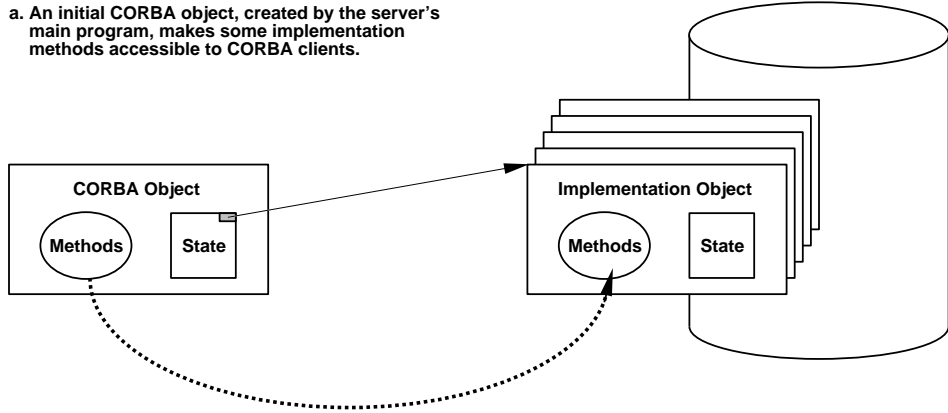 a. An initial CORBA object, created by the server's
main program, makes some implementation
methods accessible to CORBA clients.
CORBA Object
Methods
State
Implementation Object
Methods
State